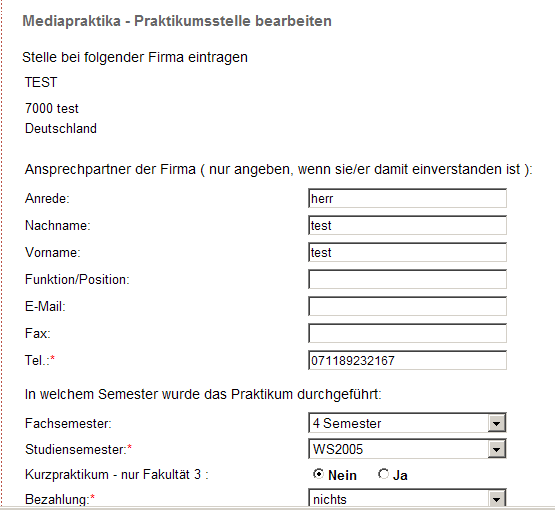 Mediapraktika - Praktikumsstelle bearbeiten
Stelle bei folgender Firma eintragen
TEST
7000 test
Deutschland
Ansprechpartner der Firma ( nur angeben, wenn sie/er damit einverstanden ist ):
Anrede: herr
Nachname: test
Vorname: test
Funktion/Position:
E-Mail:
Fax:
Tel.:* 071189232167
In welchem Semester wurde das Praktikum durchgeführt:
Fachsemester: 4 Semester
Studiensemester:* WS2005
Kurzpraktikum - nur Fakultät 3 : Nein Ja
Bezahlung:* nichts